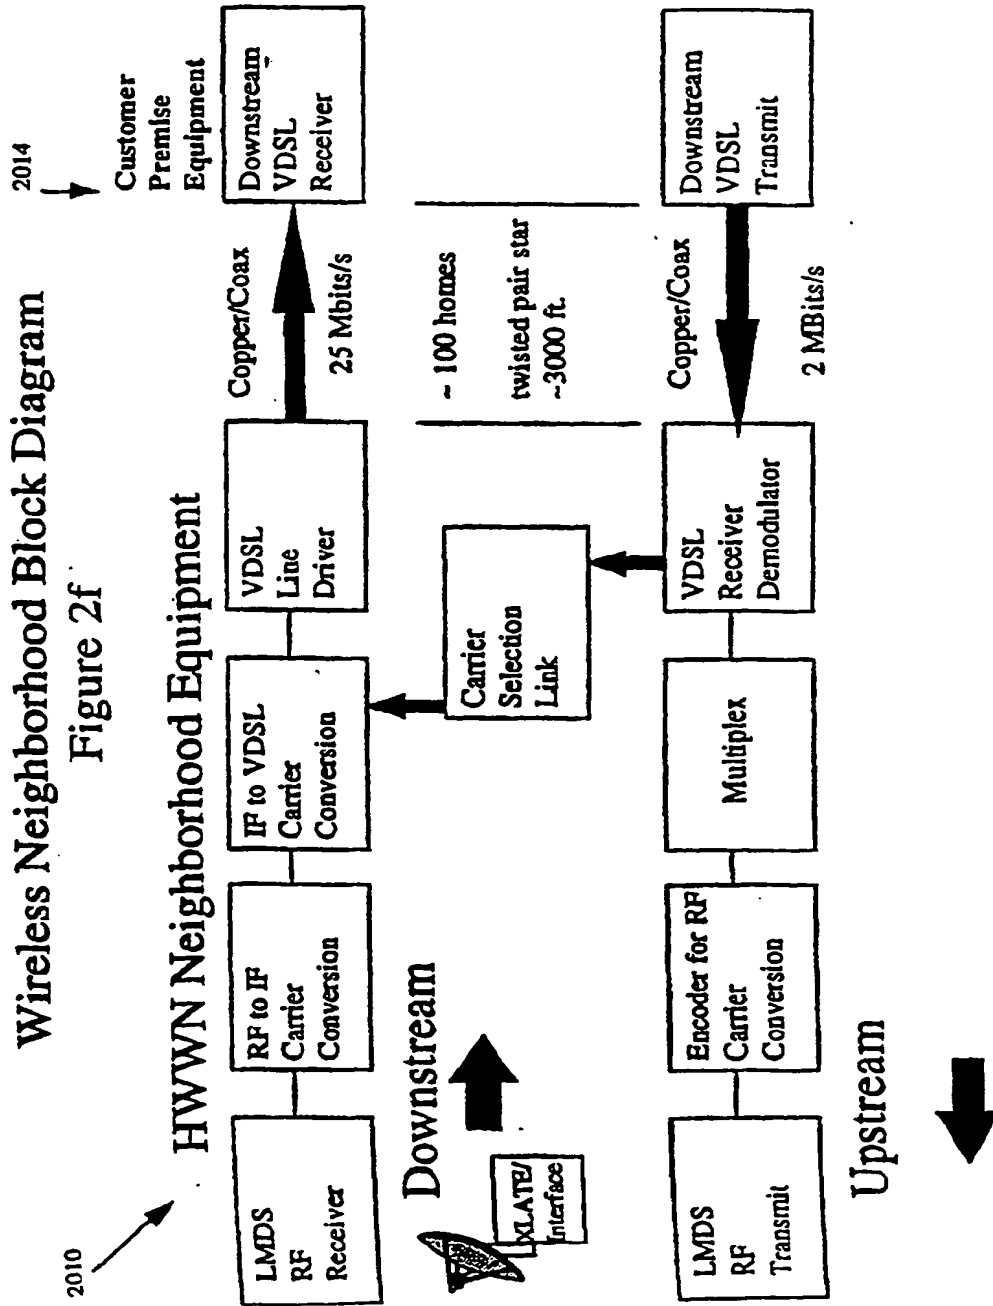 Wireless Neighborhood Block Diagram
Figure 2f
2010
HWWN Neighborhood Equipment
2014
Customer
Premise
Equipment
LMDS
RF
Receiver
RF to IF
Carrier
Conversion
IF to VDSL
Carrier
Conversion
VDSL
Line
Driver
Copper/Coax
25 Mbits/s
Downstream
VDSL
Receiver
Downstream
XLATE/
Interface
Carrier
Selection
Link
~ 100 homes
twisted pair star
~3000 ft.
LMDS
RF
Transmit
Encoder for RF
Carrier
Conversion
Multiplex
VDSL
Receiver
Demodulator
Copper/Coax
2 MBits/s
Downstream
VDSL
Transmit
Upstream